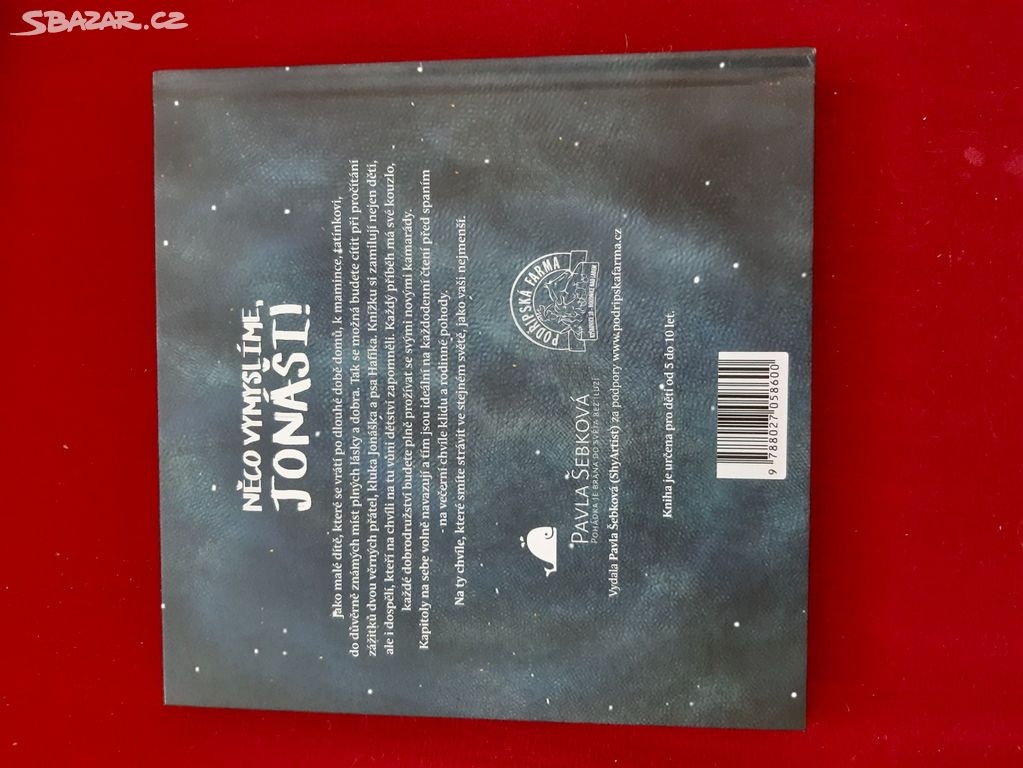 SBAZAR.CZ
NĚCO VYMYSLÍME,
JONÁŠI!
Jako malé dítě, které se vrátí po dlouhé době domů, k mamince, tatínkovi,
do důvěrně známých míst plných lásky a dobra. Tak se možná budete cítit při pročítání
zážitků dvou věrných přátel, kluka Jonáška a psa Hafíka. Knížku si zamilují nejen děti,
ale i dospělí, kteří na chvíli na tu vůni dětství zapomněli. Každý příběh má své kouzlo,
každé dobrodružství budete plně prožívat se svými novými kamarády.
Kapitoly na sebe volně navazují a tím jsou ideální na každodenní čtení před spaním
- na večerní chvíle klidu a rodinné pohody.
Na ty chvíle, které smíte strávit ve stejném světě, jako vaši nejmenší.
PAVLA ŠEBKOVÁ
POHÁDKA JE BRÁNA DO SVĚTA BEZ ILUZÍ
PODŘIPSKÁ FARMA
Vydala Pavla Šebková (ShyArtist) za podpory www.podripskafarma.cz
Kniha je určena pro děti od 5 do 10 let.
9 788027 058600